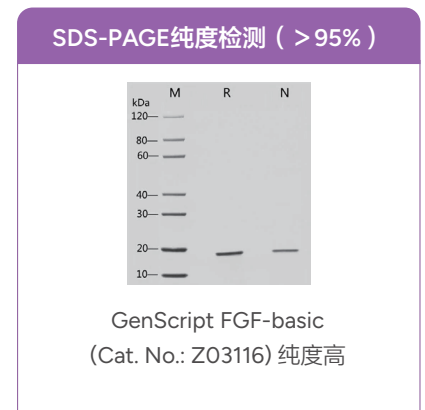 SDS-PAGE纯度检测（＞95%）
M R N
kDa
120
80
60
40
30
20
10
GenScript FGF-basic
(Cat. No.: Z03116) 纯度高